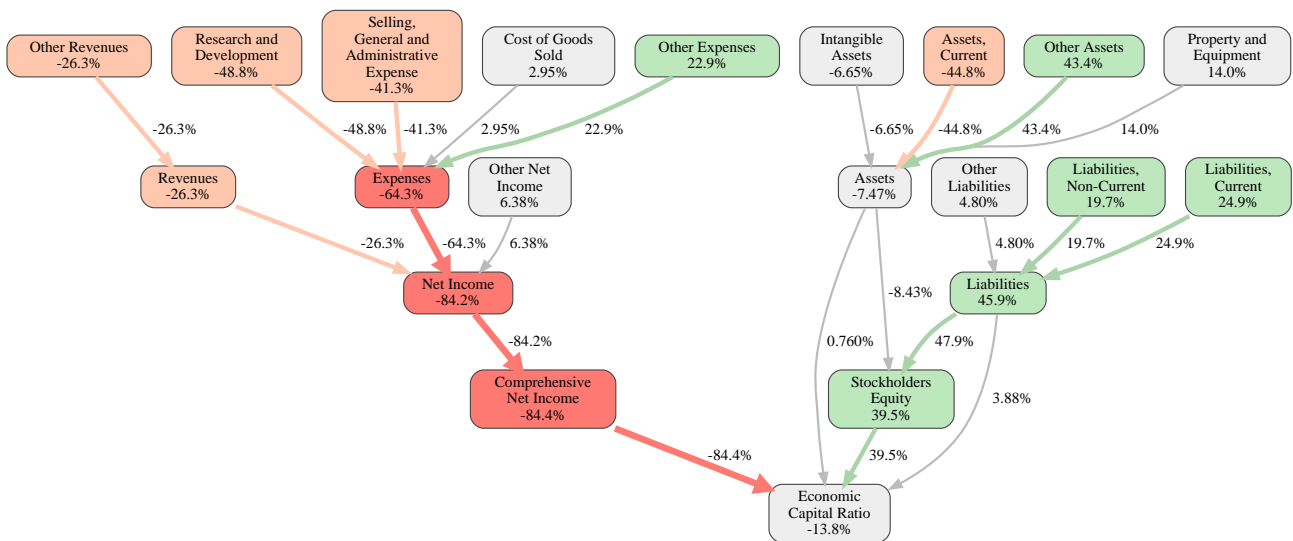 Other Revenues
-26.3%
Research and
Development
-48.8%
Selling,
General and
Administrative
Expense
-41.3%
Cost of Goods
Sold
2.95%
Other Expenses
22.9%
Intangible
Assets
-6.65%
Assets,
Current
-44.8%
Other Assets
43.4%
Property and
Equipment
14.0%
-26.3%
-48.8%
-41.3%
2.95%
22.9%
-6.65%
-44.8%
43.4%
14.0%
Revenues
-26.3%
Expenses
-64.3%
Other Net
Income
6.38%
Assets
-7.47%
Other
Liabilities
4.80%
Liabilities,
Non-Current
19.7%
Liabilities,
Current
24.9%
-26.3%
-64.3%
6.38%
4.80%
19.7%
24.9%
Net Income
-84.2%
-8.43%
Liabilities
45.9%
-84.2%
0.760%
47.9%
Comprehensive
Net Income
-84.4%
Stockholders
Equity
39.5%
3.88%
-84.4%
39.5%
Economic
Capital Ratio
-13.8%